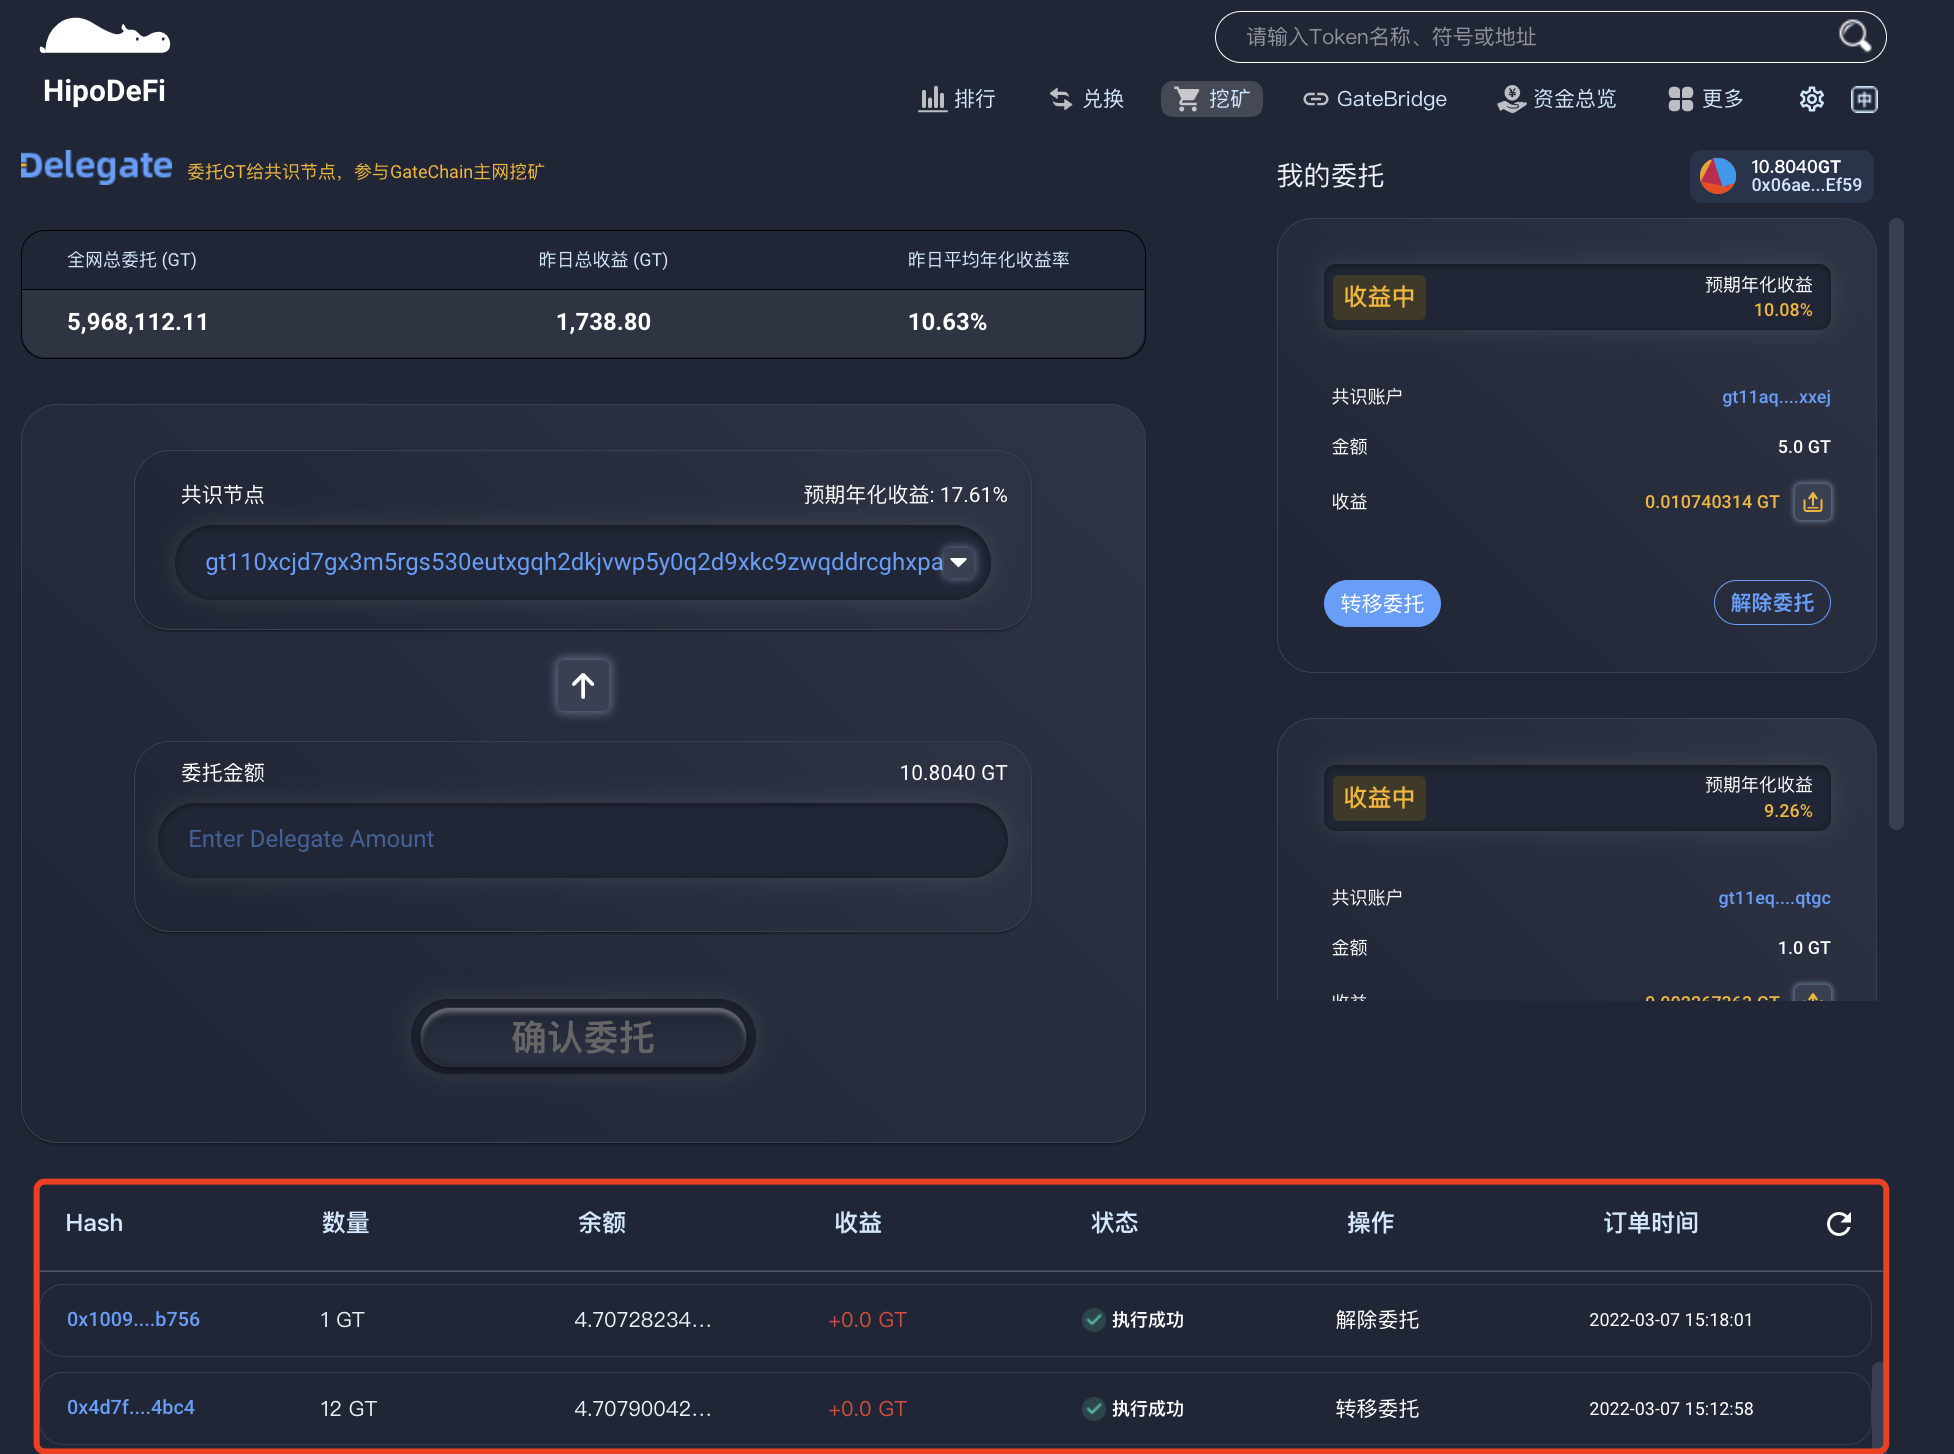 HipoDeFi
请输入Token名称、符号或地址
排行 兑换 挖矿 GateBridge 资金总览 更多 中
Delegate 委托GT给共识节点，参与GateChain主网挖矿
全网总委托 (GT) 昨日总收益 (GT) 昨日平均年化收益率
5,968,112.11 1,738.80 10.63%
共识节点 预期年化收益: 17.61%
gt110xcjd7gx3m5rgs530eutxgqh2dkjvwp5y0q2d9xkc9zwqddrcghxpa
委托金额 10.8040 GT
Enter Delegate Amount
确认委托
我的委托
10.8040GT
0x06ae...Ef59
收益中 预期年化收益
10.08%
共识账户 gt11aq....xxej
金额 5.0 GT
收益 0.010740314 GT
转移委托 解除委托
收益中 预期年化收益
9.26%
共识账户 gt11eq....qtgc
金额 1.0 GT
收益
Hash 数量 余额 收益 状态 操作 订单时间
0x1009....b756 1 GT 4.70728234... +0.0 GT 执行成功 解除委托 2022-03-07 15:18:01
0x4d7f....4bc4 12 GT 4.70790042... +0.0 GT 执行成功 转移委托 2022-03-07 15:12:58